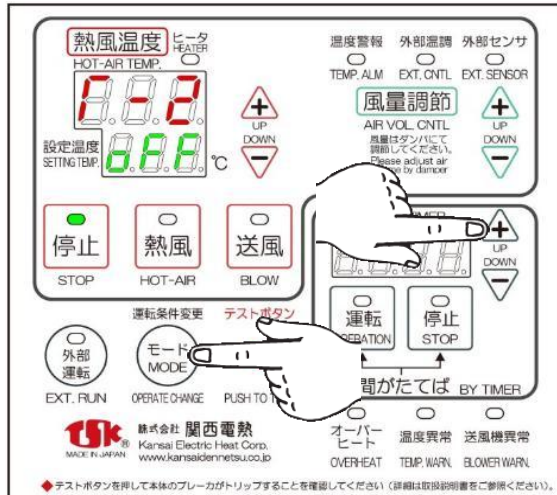 熱風温度 ヒータ
HEATER
HOT-AIR TEMP.
r-2
設定温度
SETTING TEMP.
oFF
℃
UP
DOWN
温度警報 外部温調 外部センサ
TEMP. ALM EXT. CNTL EXT. SENSOR
風量調節
AIR VOL. CNTL
風量はダンパにて
調節してください。
Please adjust air
by damper
UP
DOWN
停止
STOP
熱風
HOT-AIR
送風
BLOW
UP
DOWN
運転
停止
STOP
がたてば BY TIMER
運転条件変更 テストボタン
外部
運転
EXT. RUN
モード
MODE
OPERATE CHANGE
PUSH TO
オーバー
ヒート
OVERHEAT
温度異常
TEMP. WARN.
送風機異常
BLOWER WARN.
TSK®
MADE IN JAPAN
株式会社 関西電熱
Kansai Electric Heat Corp.
www.kansaidennetsu.co.jp
◆テストボタンを押して本体のブレーカがトリップすることを確認してください（詳細は取扱説明書をご参照ください）。